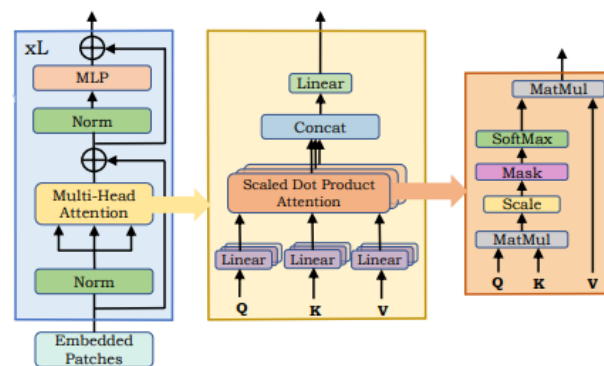 xL
MLP
Norm
Multi-Head
Attention
Norm
Embedded
Patches
Linear
Concat
Scaled Dot Product
Attention
Linear
Linear
Linear
Q
K
V
MatMul
SoftMax
Mask
Scale
MatMul
Q
K
V